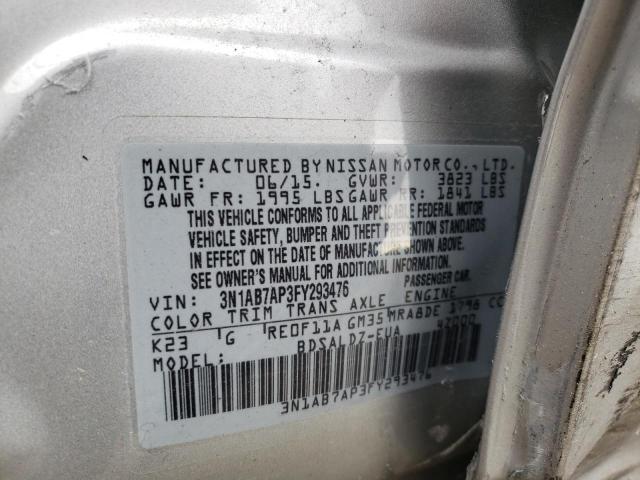 MANUFACTURED BY NISSAN MOTOR CO., LTD.
DATE: 06/15. GVWR: 3823 LBS
GAWR FR: 1995 LBS GAWR RR: 1841 LBS
THIS VEHICLE CONFORMS TO ALL APPLICABLE FEDERAL MOTOR
VEHICLE SAFETY, BUMPER AND THEFT PREVENTION STANDARDS
IN EFFECT ON THE DATE OF MANUFACTURE SHOWN ABOVE.
SEE OWNER'S MANUAL FOR ADDITIONAL INFORMATION.
VIN: 3N1AB7AP3FY293476 PASSENGER CAR.
COLOR TRIM TRANS AXLE ENGINE
K23 G RE0F11A GM35 MRA8DE 1798 CC
MODEL: BDSALDZ-EUA 42000
3N1AB7AP3FY293476